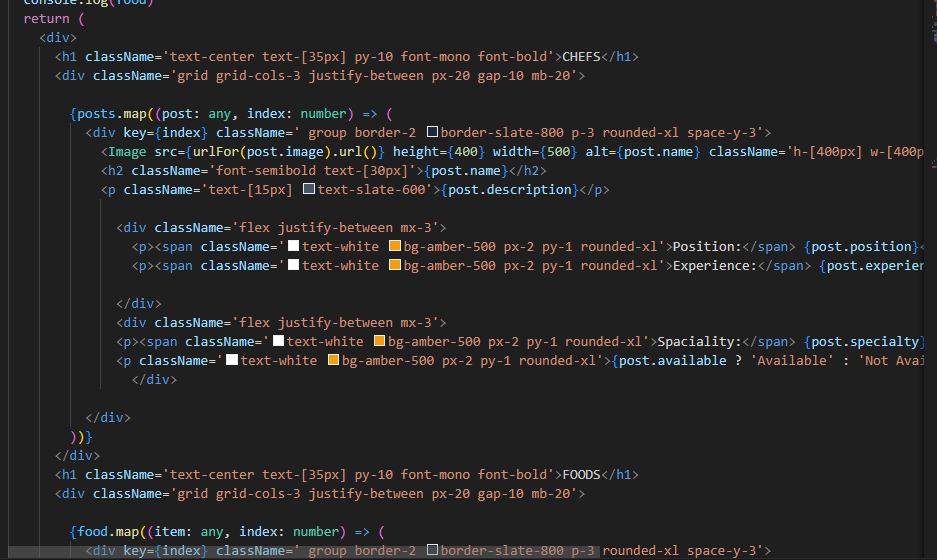 console.log(food)
return (
<div>
<h1 className='text-center text-[35px] py-10 font-mono font-bold'>CHEFS</h1>
<div className='grid grid-cols-3 justify-between px-20 gap-10 mb-20'>
{posts.map((post: any, index: number) => (
<div key={index} className=' group border-2 border-slate-800 p-3 rounded-xl space-y-3'>
<Image src={urlFor(post.image).url()} height={400} width={500} alt={post.name} className='h-[400px] w-[400p
<h2 className='font-semibold text-[30px]'>{post.name}</h2>
<p className='text-[15px] text-slate-600'>{post.description}</p>
<div className='flex justify-between mx-3'>
<p><span className='text-white bg-amber-500 px-2 py-1 rounded-xl'>Position:</span> {post.position}<
<p><span className='text-white bg-amber-500 px-2 py-1 rounded-xl'>Experience:</span> {post.experien
</div>
<div className='flex justify-between mx-3'>
<p><span className='text-white bg-amber-500 px-2 py-1 rounded-xl'>Spaciality:</span> {post.specialty}
<p className='text-white bg-amber-500 px-2 py-1 rounded-xl'>{post.available ? 'Available' : 'Not Avai
</div>
</div>
))}
</div>
<h1 className='text-center text-[35px] py-10 font-mono font-bold'>FOODS</h1>
<div className='grid grid-cols-3 justify-between px-20 gap-10 mb-20'>
{food.map((item: any, index: number) => (
<div key={index} className=' group border-2 border-slate-800 p-3 rounded-xl space-y-3'>